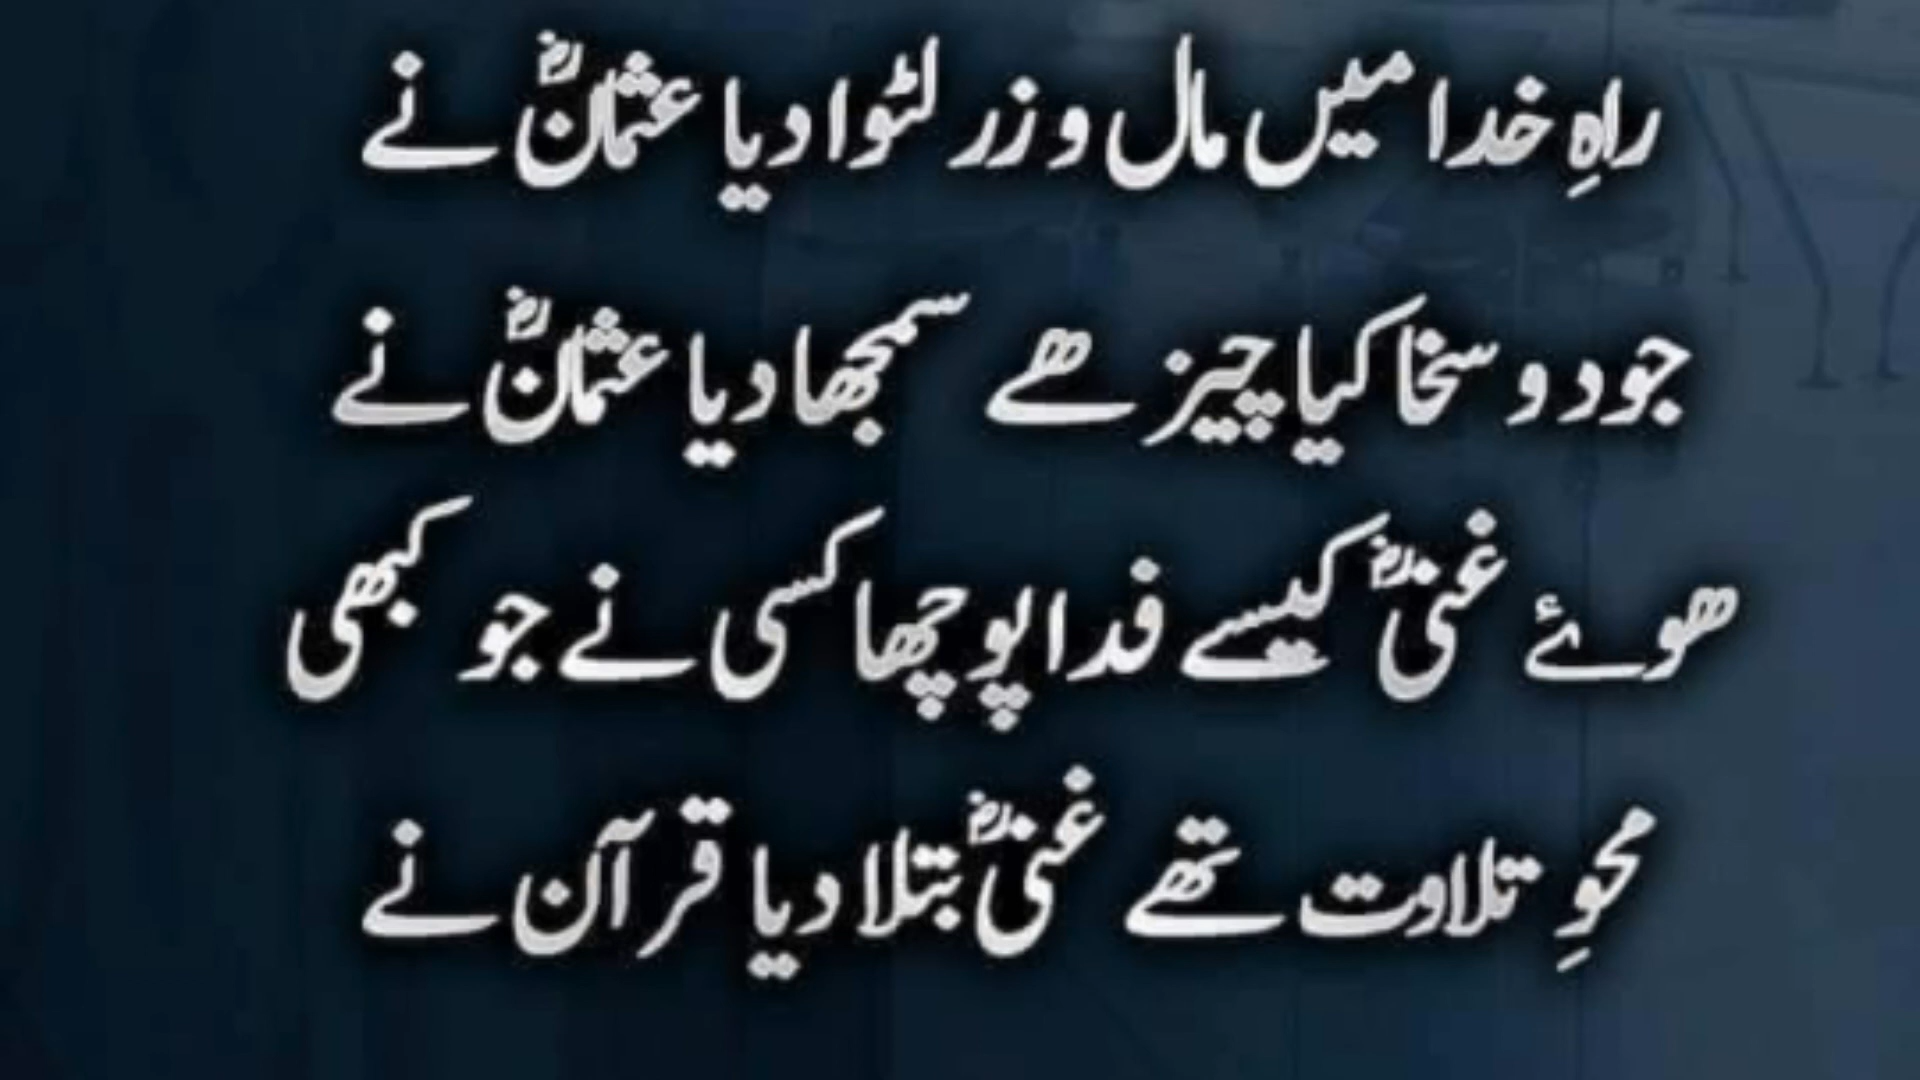 راہِ خدا میں مال و زر لٹوا دیا عثمانؓ نے
جود و سخا کیا چیز ھے سمجھا دیا عثمانؓ نے
ھوئے غنیؓ کیسے فدا پوچھا کسی نے جو کبھی
محوِ تلاوت تھے غنیؓ بتلا دیا قرآن نے